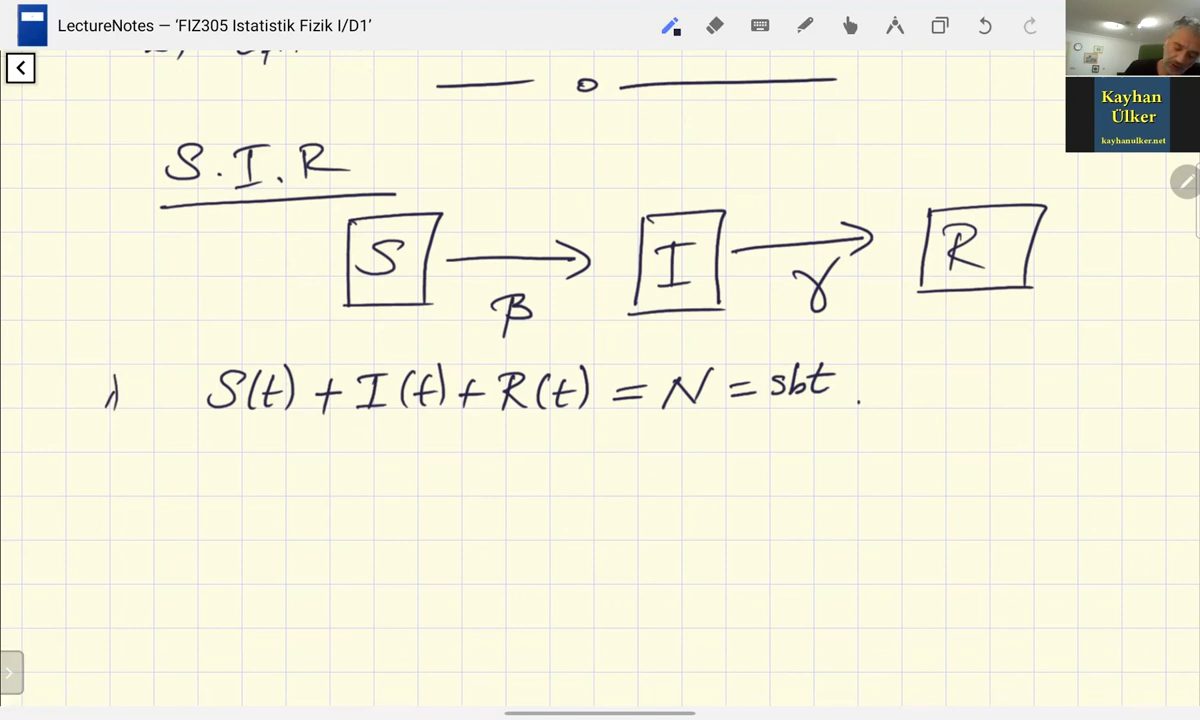 LectureNotes — ‘FIZ305 Istatistik Fizik I/D1’
Kayhan
Ülker
kayhanulker.net
S.I.R
S → I → R
β γ
S(t) + I(t) + R(t) = N = sbt.